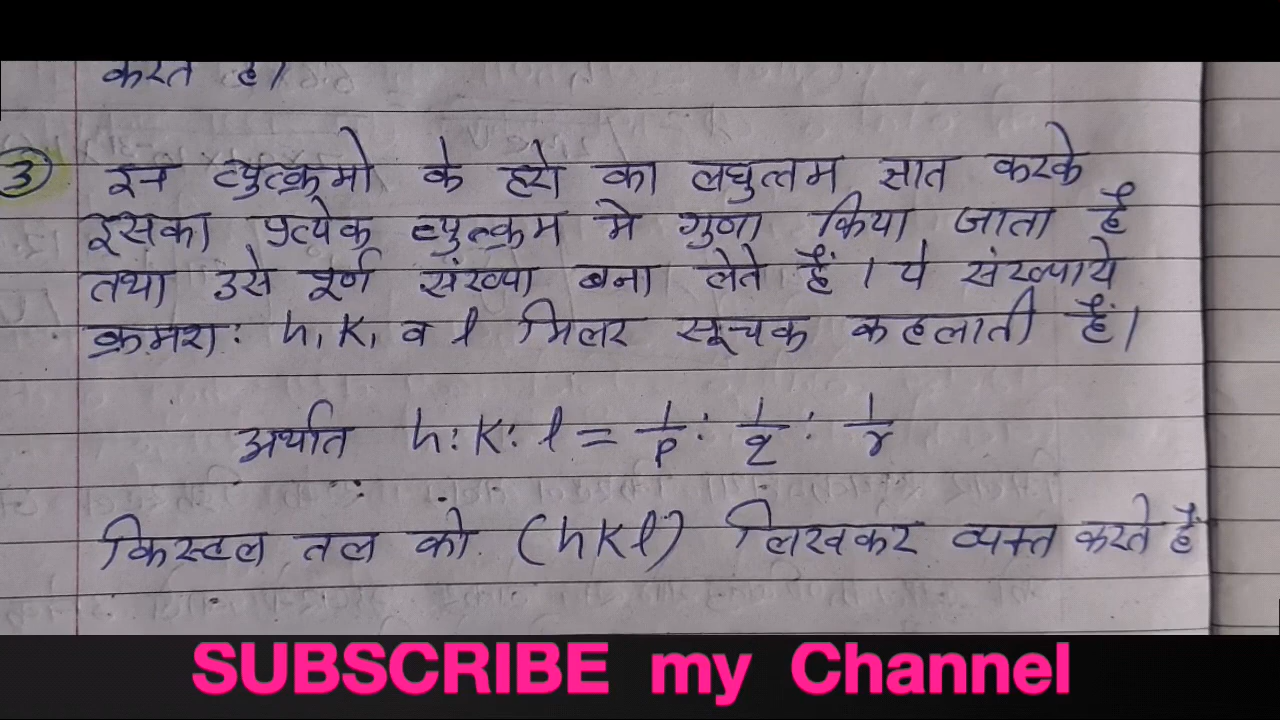 करते है।
③ इन व्युत्क्रमो के हरो का लघुत्तम ज्ञात करके
इसका प्रत्येक व्युत्क्रम मे गुणा किया जाता है
तथा उसे पूर्ण संख्या बना लेते हैं । ये संख्याये
क्रमश: h, K, व l मिलर सूचक कहलाती हैं।
अर्थात h : K : l = 1/p : 1/q : 1/r
क्रिस्टल तल को (hKl) लिखकर व्यक्त करते है
SUBSCRIBE my Channel